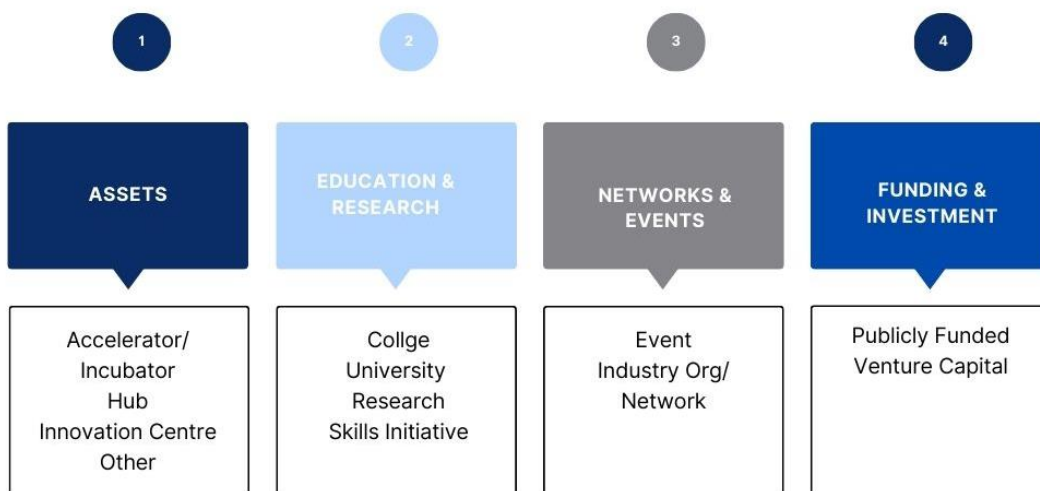 1
2
3
4
ASSETS
EDUCATION &
RESEARCH
NETWORKS &
EVENTS
FUNDING &
INVESTMENT
Accelerator/
Incubator
Hub
Innovation Centre
Other
Collge
University
Research
Skills Initiative
Event
Industry Org/
Network
Publicly Funded
Venture Capital